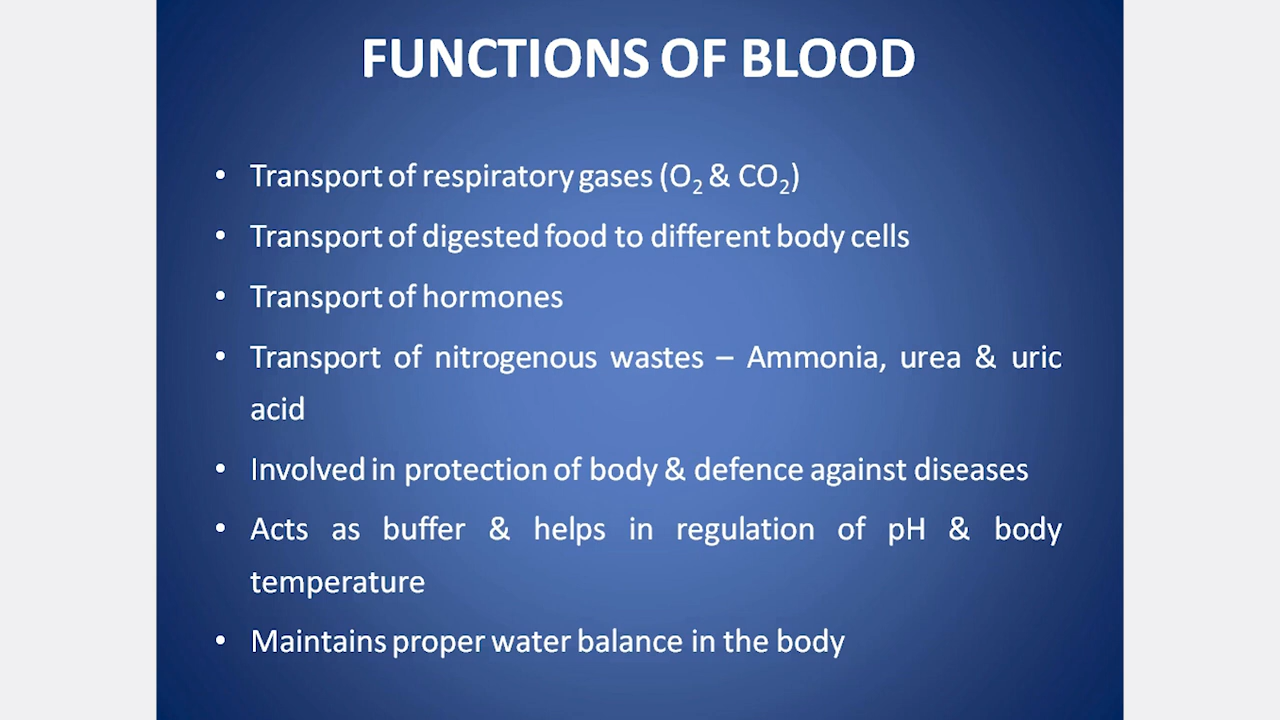 FUNCTIONS OF BLOOD
• Transport of respiratory gases (O₂ & CO₂)
• Transport of digested food to different body cells
• Transport of hormones
• Transport of nitrogenous wastes – Ammonia, urea & uric
acid
• Involved in protection of body & defence against diseases
• Acts as buffer & helps in regulation of pH & body
temperature
• Maintains proper water balance in the body